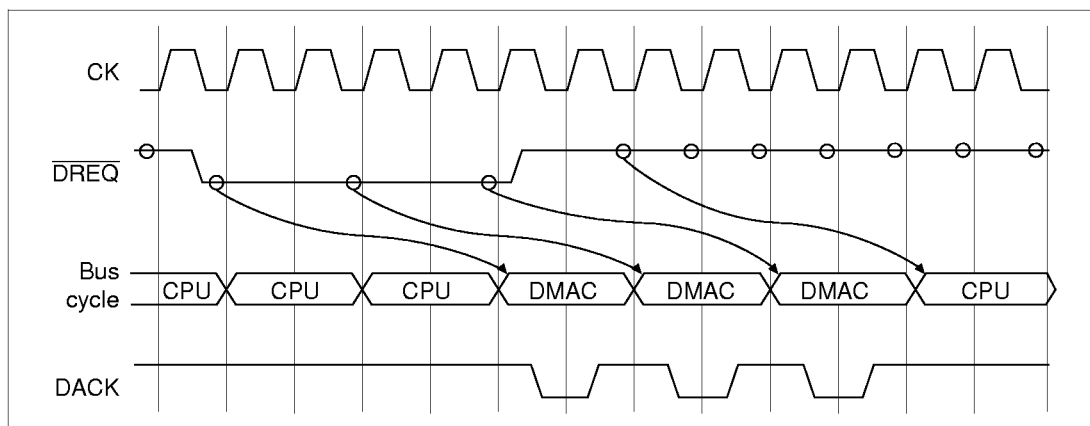 CK
DREQ
Bus
cycle
CPU CPU CPU DMAC DMAC DMAC CPU
DACK